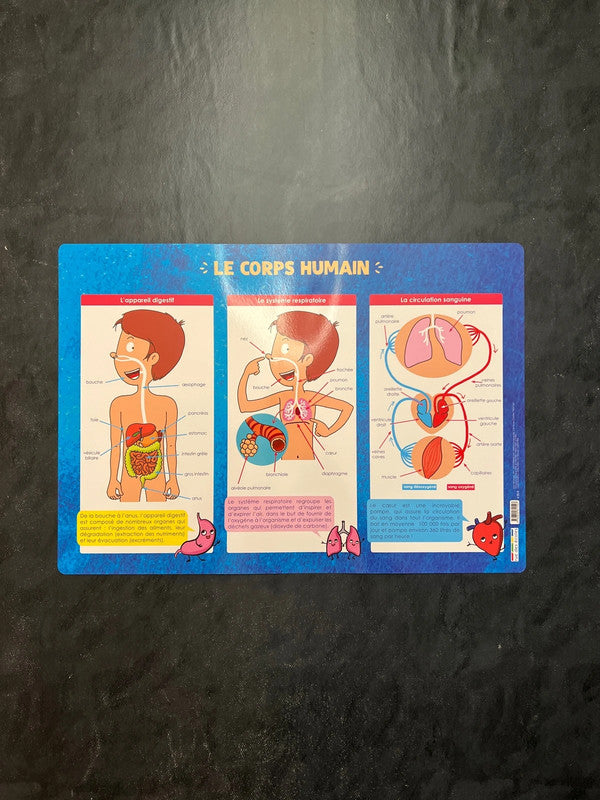 LE CORPS HUMAIN
L'appareil digestif
bouche
œsophage
foie
pancréas
estomac
vésicule
biliaire
intestin grêle
gros intestin
anus
De la bouche à l'anus, l'appareil digestif
est composé de nombreux organes qui
assurent : l'ingestion des aliments, leur
dégradation (extraction des nutriments)
et leur évacuation (excréments).
Le système respiratoire
nez
bouche
trachée
poumon
bronche
cœur
bronchiole
diaphragme
alvéole pulmonaire
Le système respiratoire regroupe les
organes qui permettent d'inspirer et
d'expirer l'air, dans le but de fournir de
l'oxygène à l'organisme et d'expulser les
déchets gazeux (dioxyde de carbone).
La circulation sanguine
artère
pulmonaire
poumon
veines
pulmonaires
oreillette
droite
oreillette gauche
ventricule
droit
ventricule
gauche
veines
caves
artère aorte
muscle
capillaires
sang désoxygéné
sang oxygéné
Le cœur est une incroyable
pompe qui assure la circulation
du sang dans tout l'organisme. Il
bat en moyenne 100 000 fois par
jour et pompe environ 340 litres de
sang par heure !